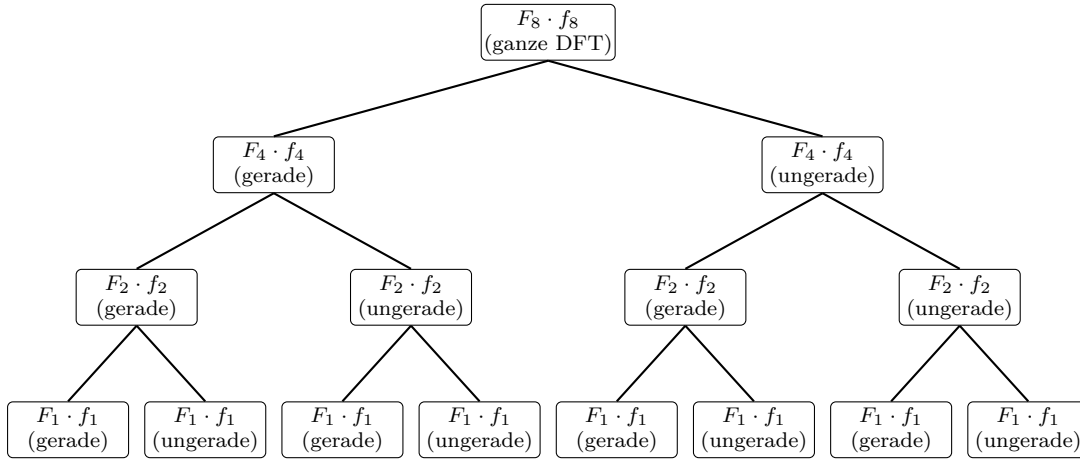 F₈ · f₈
(ganze DFT)
F₄ · f₄
(gerade)
F₄ · f₄
(ungerade)
F₂ · f₂
(gerade)
F₂ · f₂
(ungerade)
F₂ · f₂
(gerade)
F₂ · f₂
(ungerade)
F₁ · f₁
(gerade)
F₁ · f₁
(ungerade)
F₁ · f₁
(gerade)
F₁ · f₁
(ungerade)
F₁ · f₁
(gerade)
F₁ · f₁
(ungerade)
F₁ · f₁
(gerade)
F₁ · f₁
(ungerade)